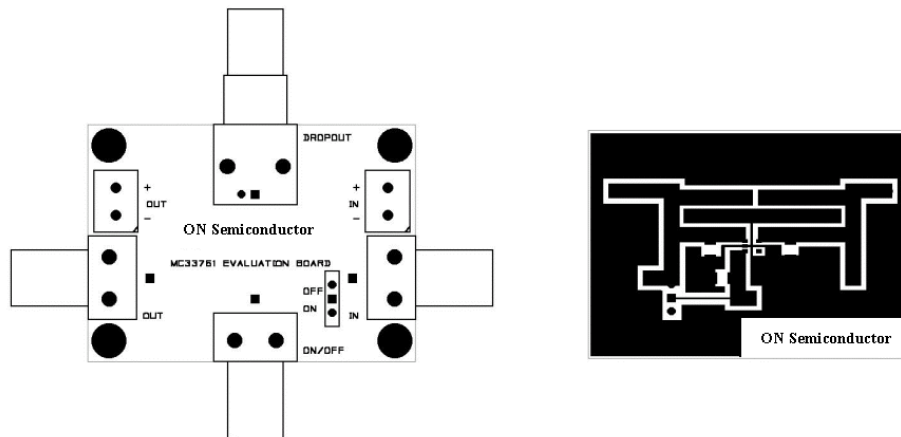 DROPOUT
+
OUT
-
+
IN
-
ON Semiconductor
MC33761 EVALUATION BOARD
OFF
ON
OUT
IN
ON/OFF
ON Semiconductor